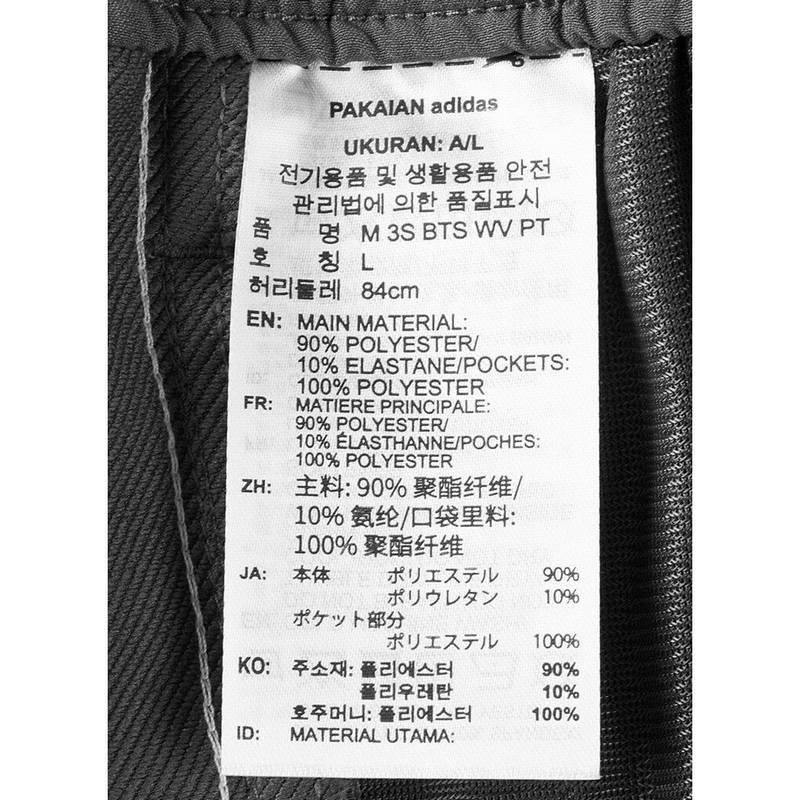 6
PAKAIAN adidas
UKURAN: A/L
전기용품 및 생활용품 안전
관리법에 의한 품질표시
품 명 M 3S BTS WV PT
호 칭 L
허리둘레 84cm
EN: MAIN MATERIAL:
90% POLYESTER/
10% ELASTANE/POCKETS:
100% POLYESTER
FR: MATIERE PRINCIPALE:
90% POLYESTER/
10% ÉLASTHANNE/POCHES:
100% POLYESTER
ZH: 主料: 90% 聚酯纤维/
10% 氨纶/口袋里料:
100% 聚酯纤维
JA: 本体 ポリエステル 90%
ポリウレタン 10%
ポケット部分
ポリエステル 100%
KO: 주소재: 폴리에스터 90%
폴리우레탄 10%
호주머니: 폴리에스터 100%
ID: MATERIAL UTAMA: